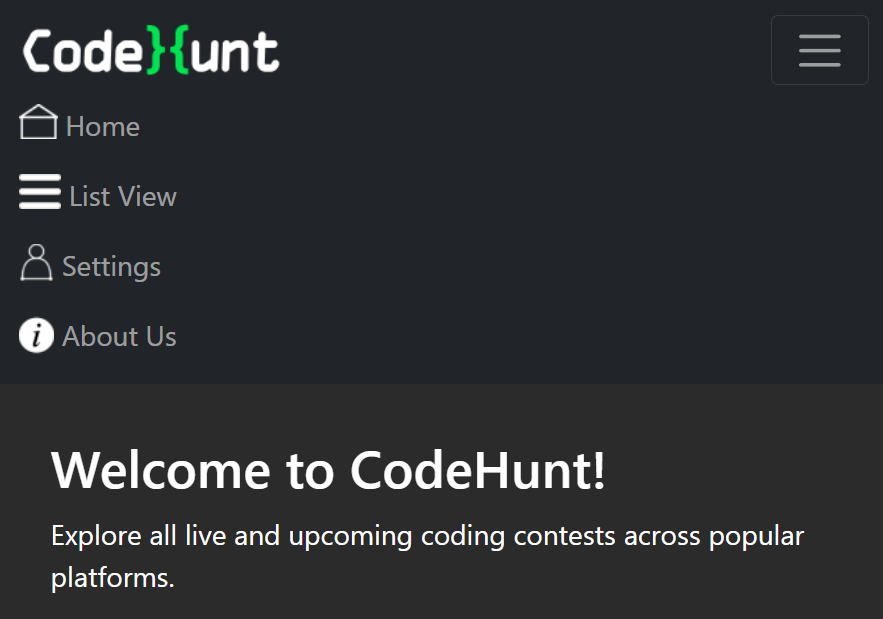 Code}{unt
Home
List View
Settings
About Us
Welcome to CodeHunt!
Explore all live and upcoming coding contests across popular
platforms.